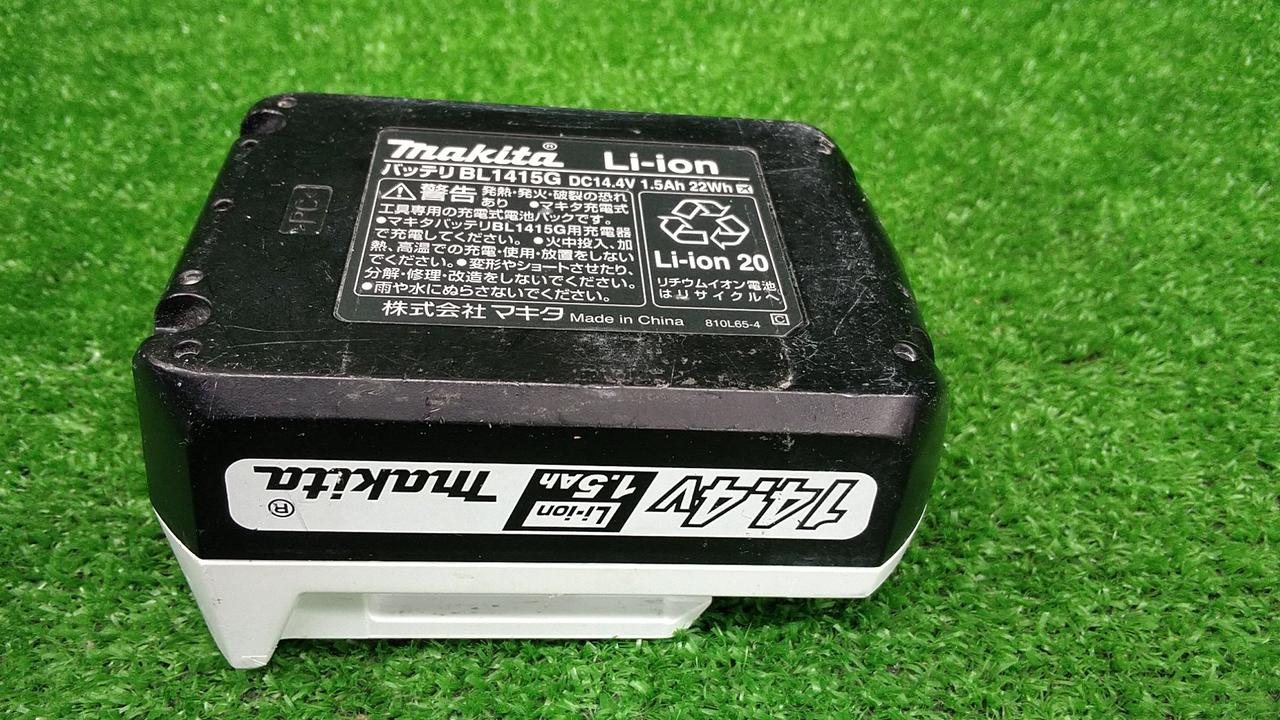 makita® Li-ion
バッテリ BL1415G DC14.4V 1.5Ah 22Wh
警告 発熱・発火・破裂の恐れ
あり ●マキタ充電式
工具専用の充電式電池パックです。
●マキタバッテリBL1415G用充電器
で充電してください。●火中投入、加
熱、高温での充電・使用・放置をしない
でください。●変形やショートさせたり、
分解・修理・改造をしないでください。
●雨や水にぬらさないでください。
Li-ion 20
リチウムイオン電池
はリサイクルへ
株式会社 マキタ Made in China 810L65-4 C
>PC<
14.4V Li-ion 1.5Ah makita®